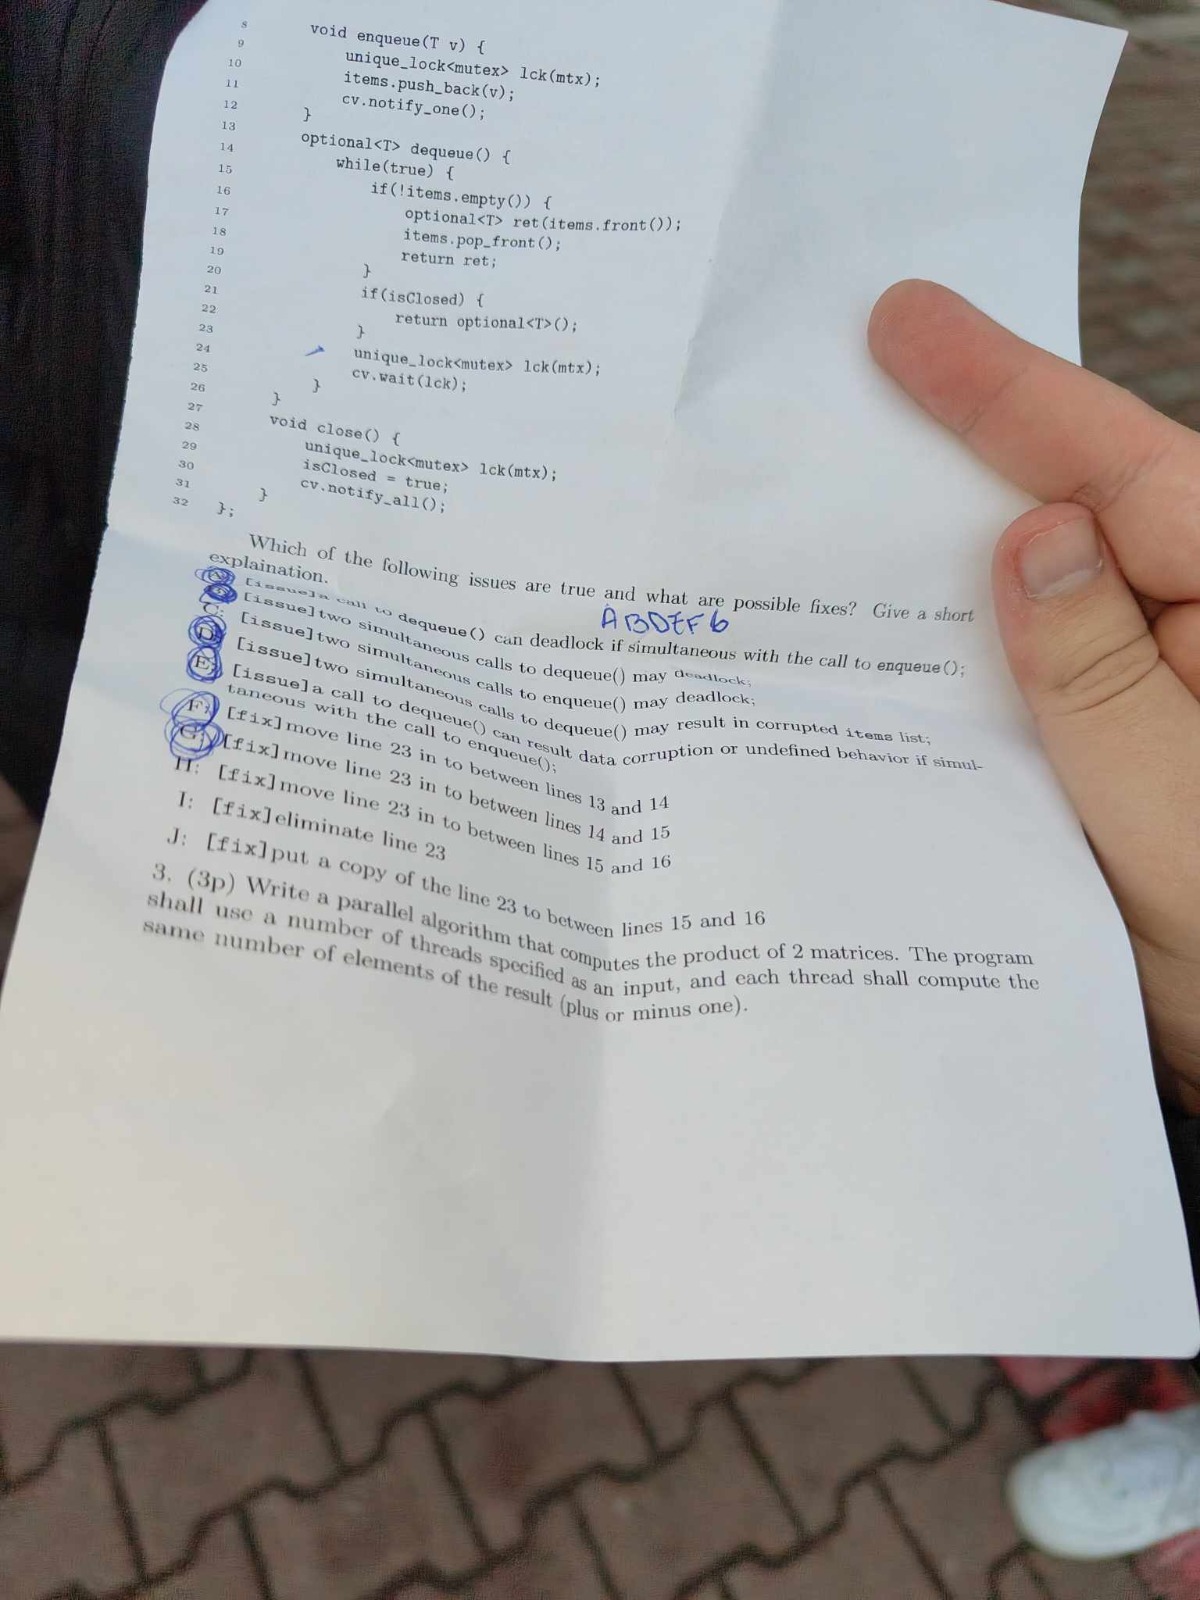 8 void enqueue(T v) {
9 unique_lock<mutex> lck(mtx);
10 items.push_back(v);
11 cv.notify_one();
12 }
13 optional<T> dequeue() {
14 while(true) {
15 if(!items.empty()) {
16 optional<T> ret(items.front());
17 items.pop_front();
18 return ret;
19 }
20 if(isClosed) {
21 return optional<T>();
22 }
23 unique_lock<mutex> lck(mtx);
24 cv.wait(lck);
25 }
26 }
27 void close() {
28 unique_lock<mutex> lck(mtx);
29 isClosed = true;
30 cv.notify_all();
31 }
32 };
Which of the following issues are true and what are possible fixes? Give a short
explaination.
ABDEFG
A: [issue]a call to dequeue() can deadlock if simultaneous with the call to enqueue();
B: [issue]two simultaneous calls to dequeue() may deadlock;
C: [issue]two simultaneous calls to enqueue() may deadlock;
D: [issue]two simultaneous calls to dequeue() may result in corrupted items list;
E: [issue]a call to dequeue() can result data corruption or undefined behavior if simul-
taneous with the call to enqueue();
F: [fix]move line 23 in to between lines 13 and 14
G: [fix]move line 23 in to between lines 14 and 15
H: [fix]move line 23 in to between lines 15 and 16
I: [fix]eliminate line 23
J: [fix]put a copy of the line 23 to between lines 15 and 16
3. (3p) Write a parallel algorithm that computes the product of 2 matrices. The program
shall use a number of threads specified as an input, and each thread shall compute the
same number of elements of the result (plus or minus one).